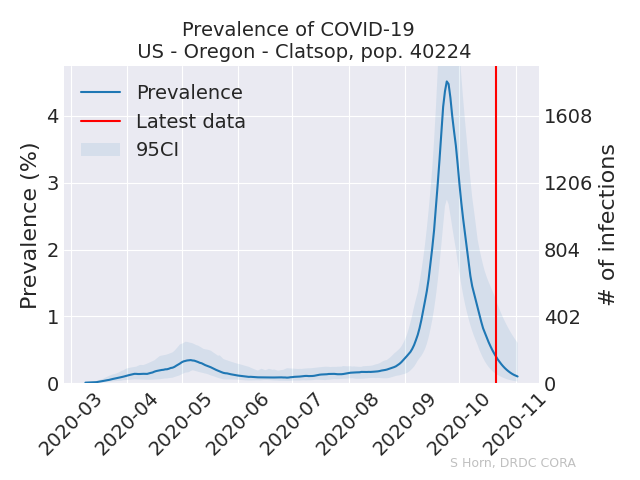 Prevalence of COVID-19
US - Oregon - Clatsop, pop. 40224
Prevalence
Latest data
95CI
Prevalence (%)
4
3
2
1
0
1608
1206
804
402
0
# of infections
2020-03
2020-04
2020-05
2020-06
2020-07
2020-08
2020-09
2020-10
2020-11
S Horn, DRDC CORA